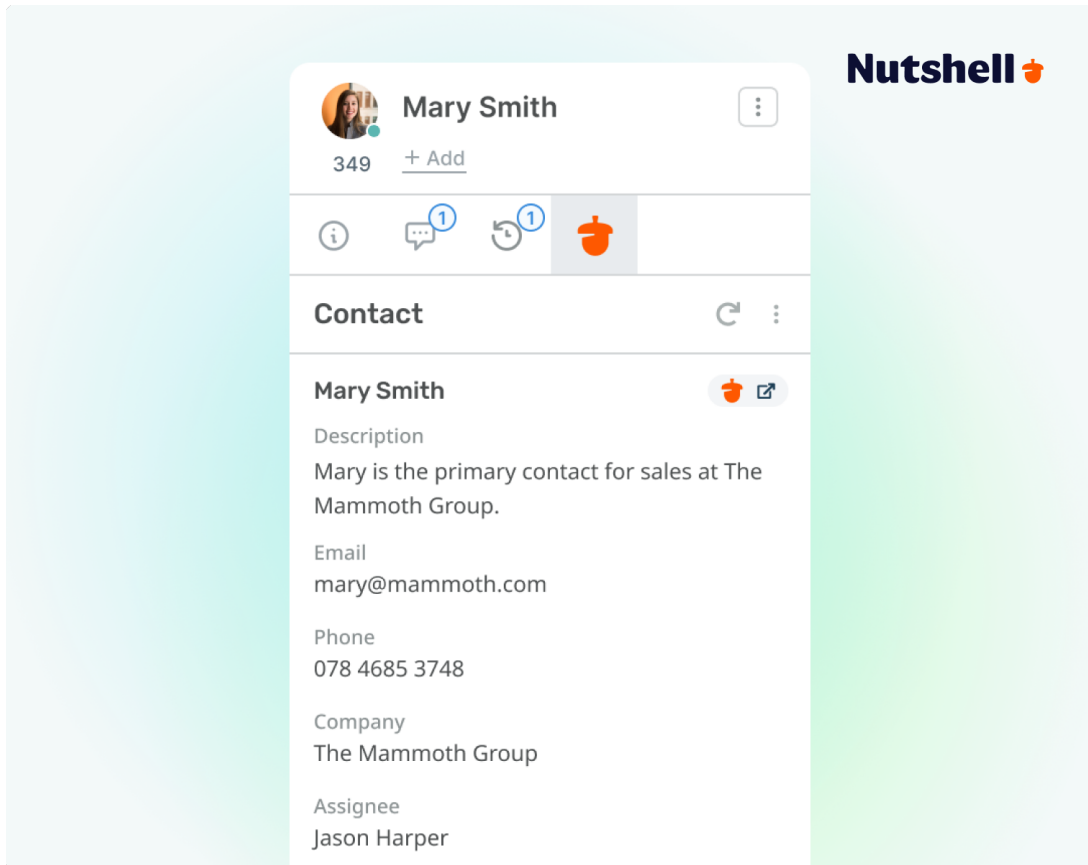 Nutshell
Mary Smith
349
+ Add
1
1
Contact
Mary Smith
Description
Mary is the primary contact for sales at The
Mammoth Group.
Email
mary@mammoth.com
Phone
078 4685 3748
Company
The Mammoth Group
Assignee
Jason Harper